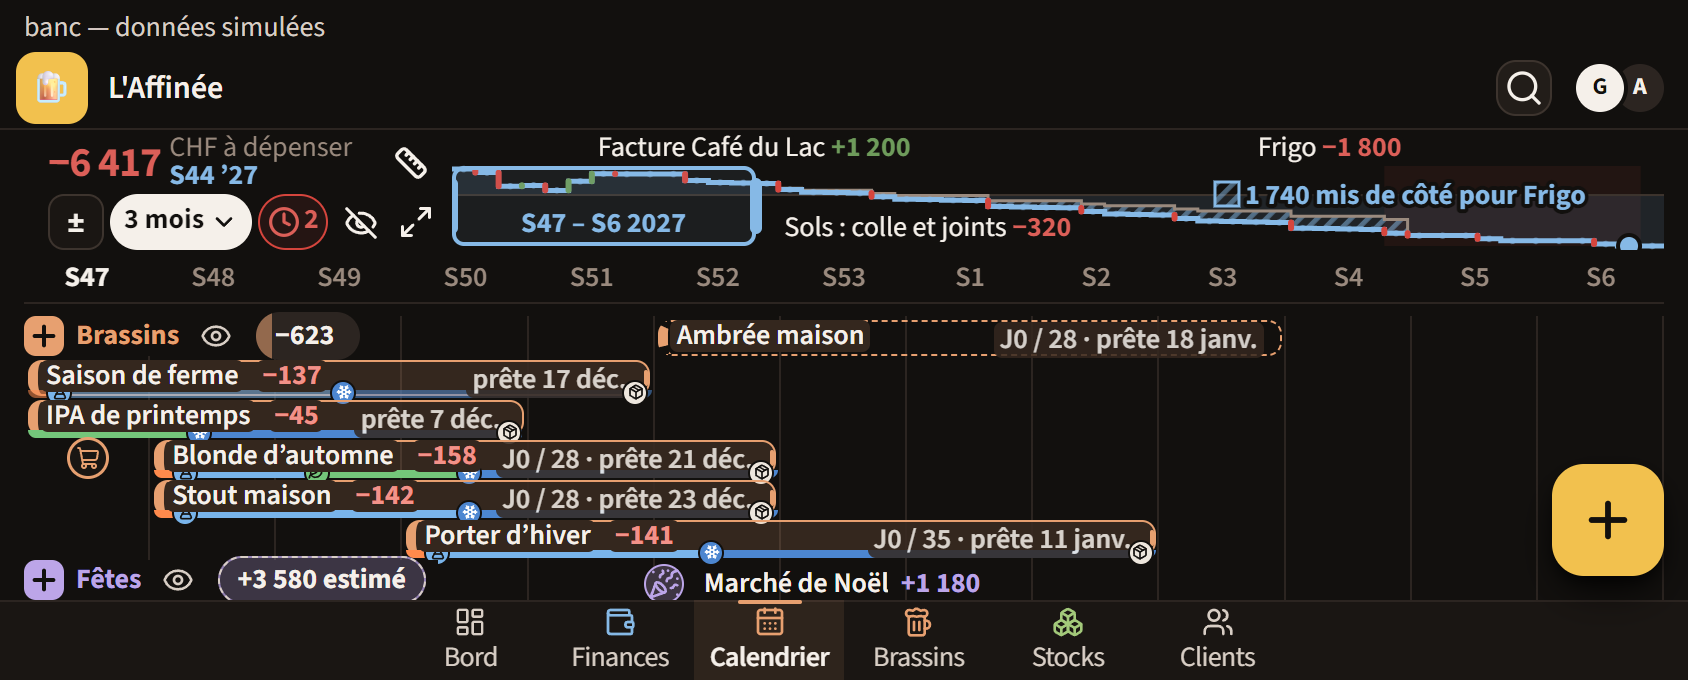 banc — données simulées
L'Affinée
G A
−6 417 CHF à dépenser
S44 ’27
Facture Café du Lac +1 200
Frigo −1 800
1 740 mis de côté pour Frigo
± 3 mois 2
S47 – S6 2027
Sols : colle et joints −320
S47 S48 S49 S50 S51 S52 S53 S1 S2 S3 S4 S5 S6
Brassins −623
Ambrée maison J0 / 28 · prête 18 janv.
Saison de ferme −137 prête 17 déc.
IPA de printemps −45 prête 7 déc.
Blonde d’automne −158 J0 / 28 · prête 21 déc.
Stout maison −142 J0 / 28 · prête 23 déc.
Porter d’hiver −141 J0 / 35 · prête 11 janv.
Fêtes +3 580 estimé Marché de Noël +1 180
Bord Finances Calendrier Brassins Stocks Clients